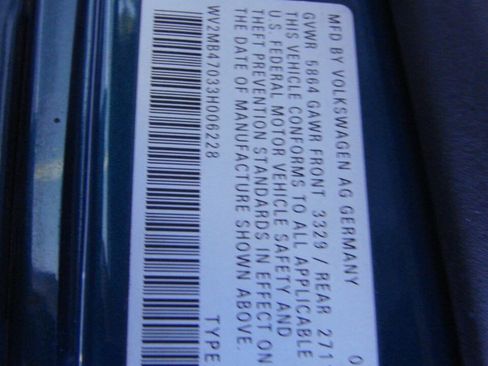 MFD BY VOLKSWAGEN AG GERMANY
GVWR 5864 GAWR FRONT 3329 / REAR 271
THIS VEHICLE CONFORMS TO ALL APPLICABLE
U.S. FEDERAL MOTOR VEHICLE SAFETY AND
THEFT PREVENTION STANDARDS IN EFFECT ON
THE DATE OF MANUFACTURE SHOWN ABOVE.
WV2MB47033H006228 TYPE